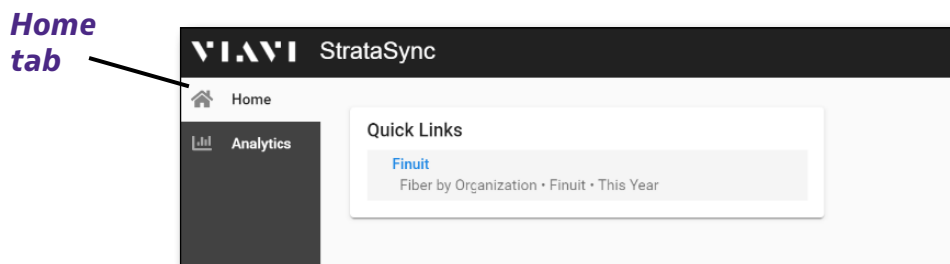 Home
tab
VIAVI StrataSync
Home
Analytics
Quick Links
Finuit
Fiber by Organization • Finuit • This Year